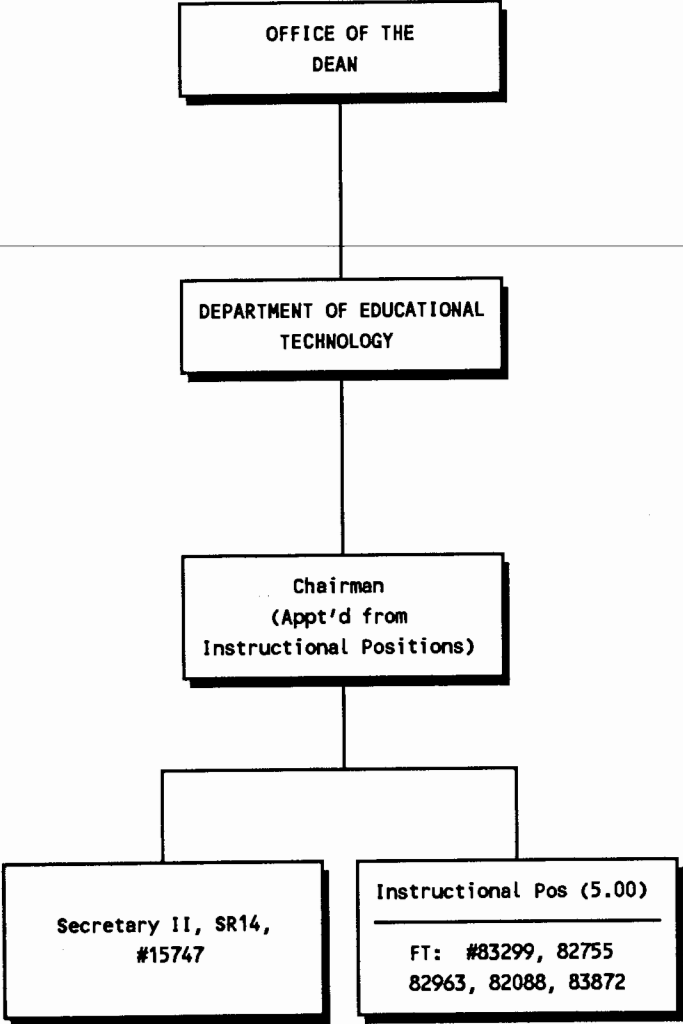 OFFICE OF THE
DEAN
DEPARTMENT OF EDUCATIONAL
TECHNOLOGY
Chairman
(Appt'd from
Instructional Positions)
Secretary II, SR14,
#15747
Instructional Pos (5.00)
FT: #83299, 82755
82963, 82088, 83872